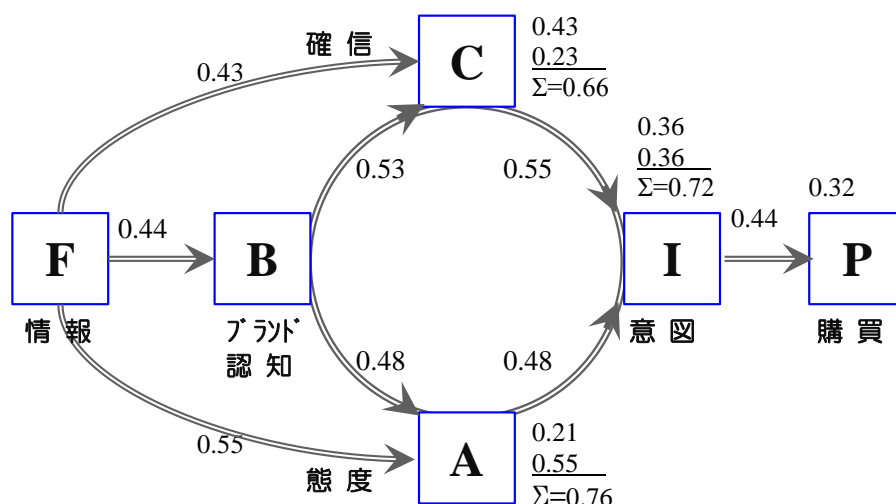 確信
C
0.43
0.23
Σ=0.66
0.43
0.36
0.36
Σ=0.72
0.53
0.55
0.32
0.44
0.44
F
B
I
P
情報
ブランド
認知
意図
購買
0.48
0.48
0.55
態度
A
0.21
0.55
Σ=0.76